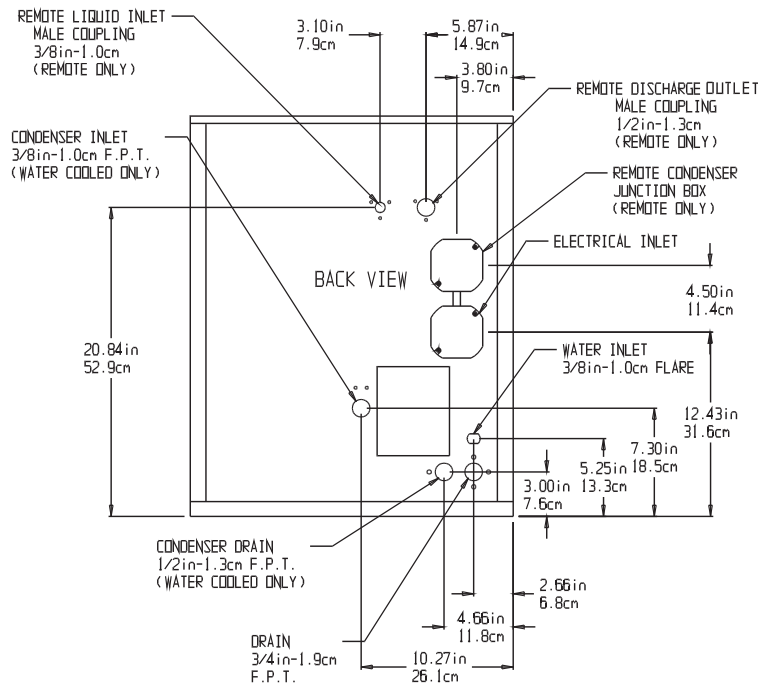 REMOTE LIQUID INLET
MALE COUPLING
3/8in-1.0cm
(REMOTE ONLY)
3.10in
7.9cm
5.87in
14.9cm
3.80in
9.7cm
REMOTE DISCHARGE OUTLET
MALE COUPLING
1/2in-1.3cm
(REMOTE ONLY)
CONDENSER INLET
3/8in-1.0cm F.P.T.
(WATER COOLED ONLY)
REMOTE CONDENSER
JUNCTION BOX
(REMOTE ONLY)
ELECTRICAL INLET
BACK VIEW
4.50in
11.4cm
20.84in
52.9cm
WATER INLET
3/8in-1.0cm FLARE
12.43in
31.6cm
7.30in
18.5cm
5.25in
13.3cm
3.00in
7.6cm
CONDENSER DRAIN
1/2in-1.3cm F.P.T.
(WATER COOLED ONLY)
2.66in
6.8cm
4.66in
11.8cm
DRAIN
3/4in-1.9cm
F.P.T.
10.27in
26.1cm